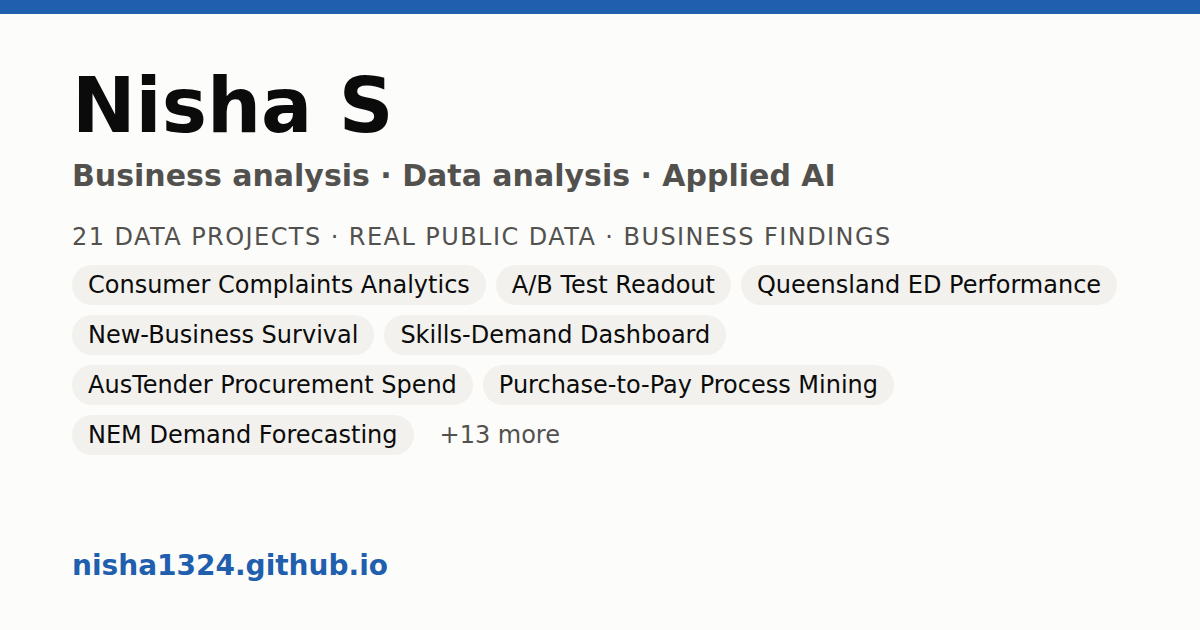 Nisha S
Business analysis · Data analysis · Applied AI
21 DATA PROJECTS · REAL PUBLIC DATA · BUSINESS FINDINGS
Consumer Complaints Analytics A/B Test Readout Queensland ED Performance
New-Business Survival Skills-Demand Dashboard
AusTender Procurement Spend Purchase-to-Pay Process Mining
NEM Demand Forecasting +13 more
nisha1324.github.io